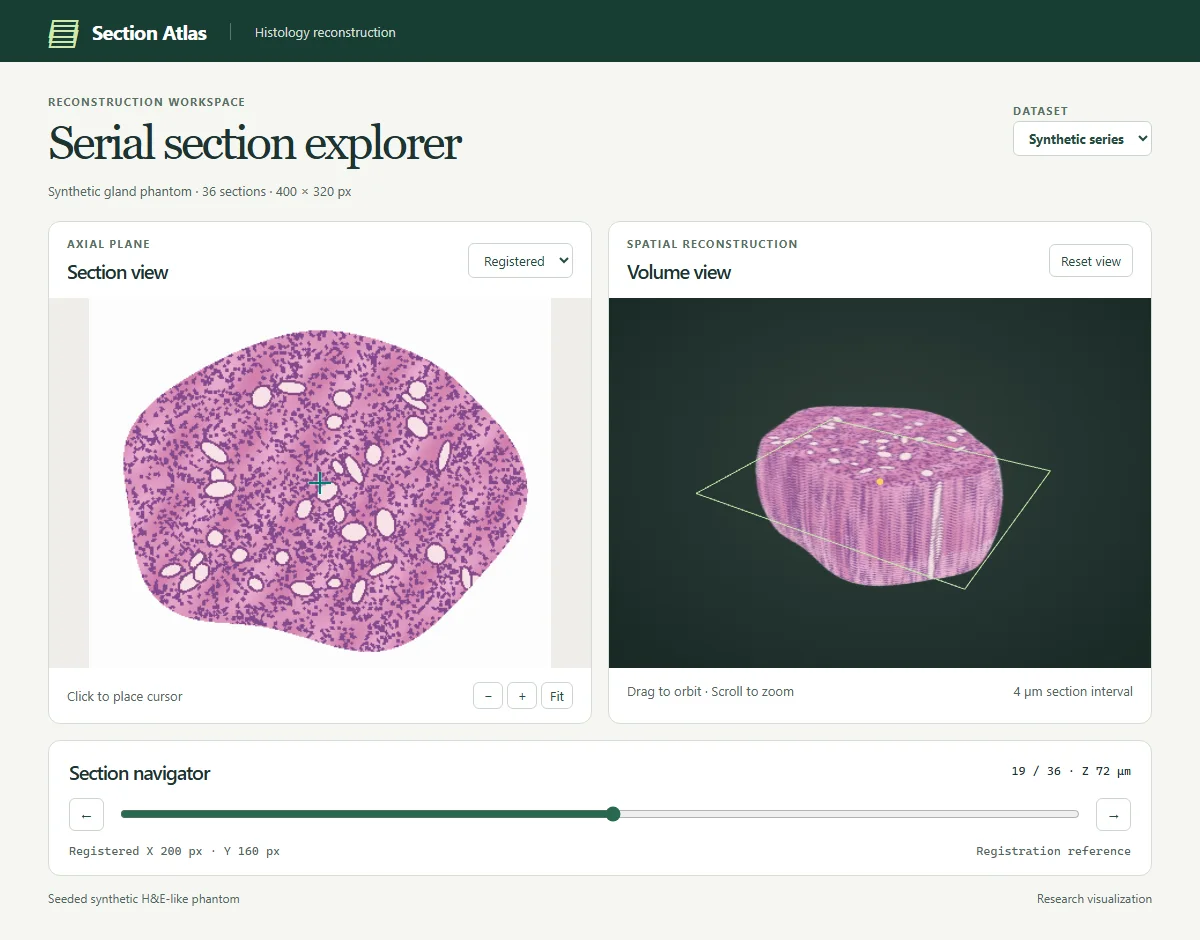 Section Atlas
Histology reconstruction
RECONSTRUCTION WORKSPACE
Serial section explorer
Synthetic gland phantom · 36 sections · 400 × 320 px
DATASET
Synthetic series
AXIAL PLANE
Section view
Registered
SPATIAL RECONSTRUCTION
Volume view
Reset view
Click to place cursor
− + Fit
Drag to orbit · Scroll to zoom
4 μm section interval
Section navigator
19 / 36 · Z 72 μm
← →
Registered X 200 px · Y 160 px
Registration reference
Seeded synthetic H&E-like phantom
Research visualization